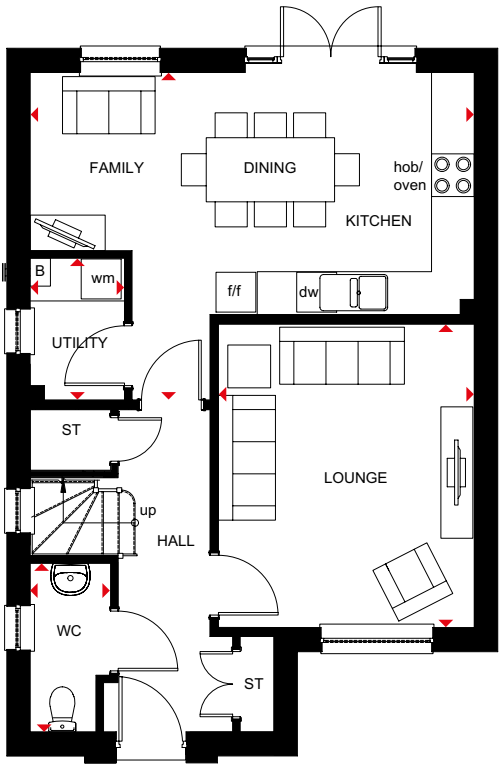 FAMILY
DINING
hob/
oven
KITCHEN
B
wm
f/f
dw
UTILITY
ST
LOUNGE
up
HALL
WC
ST